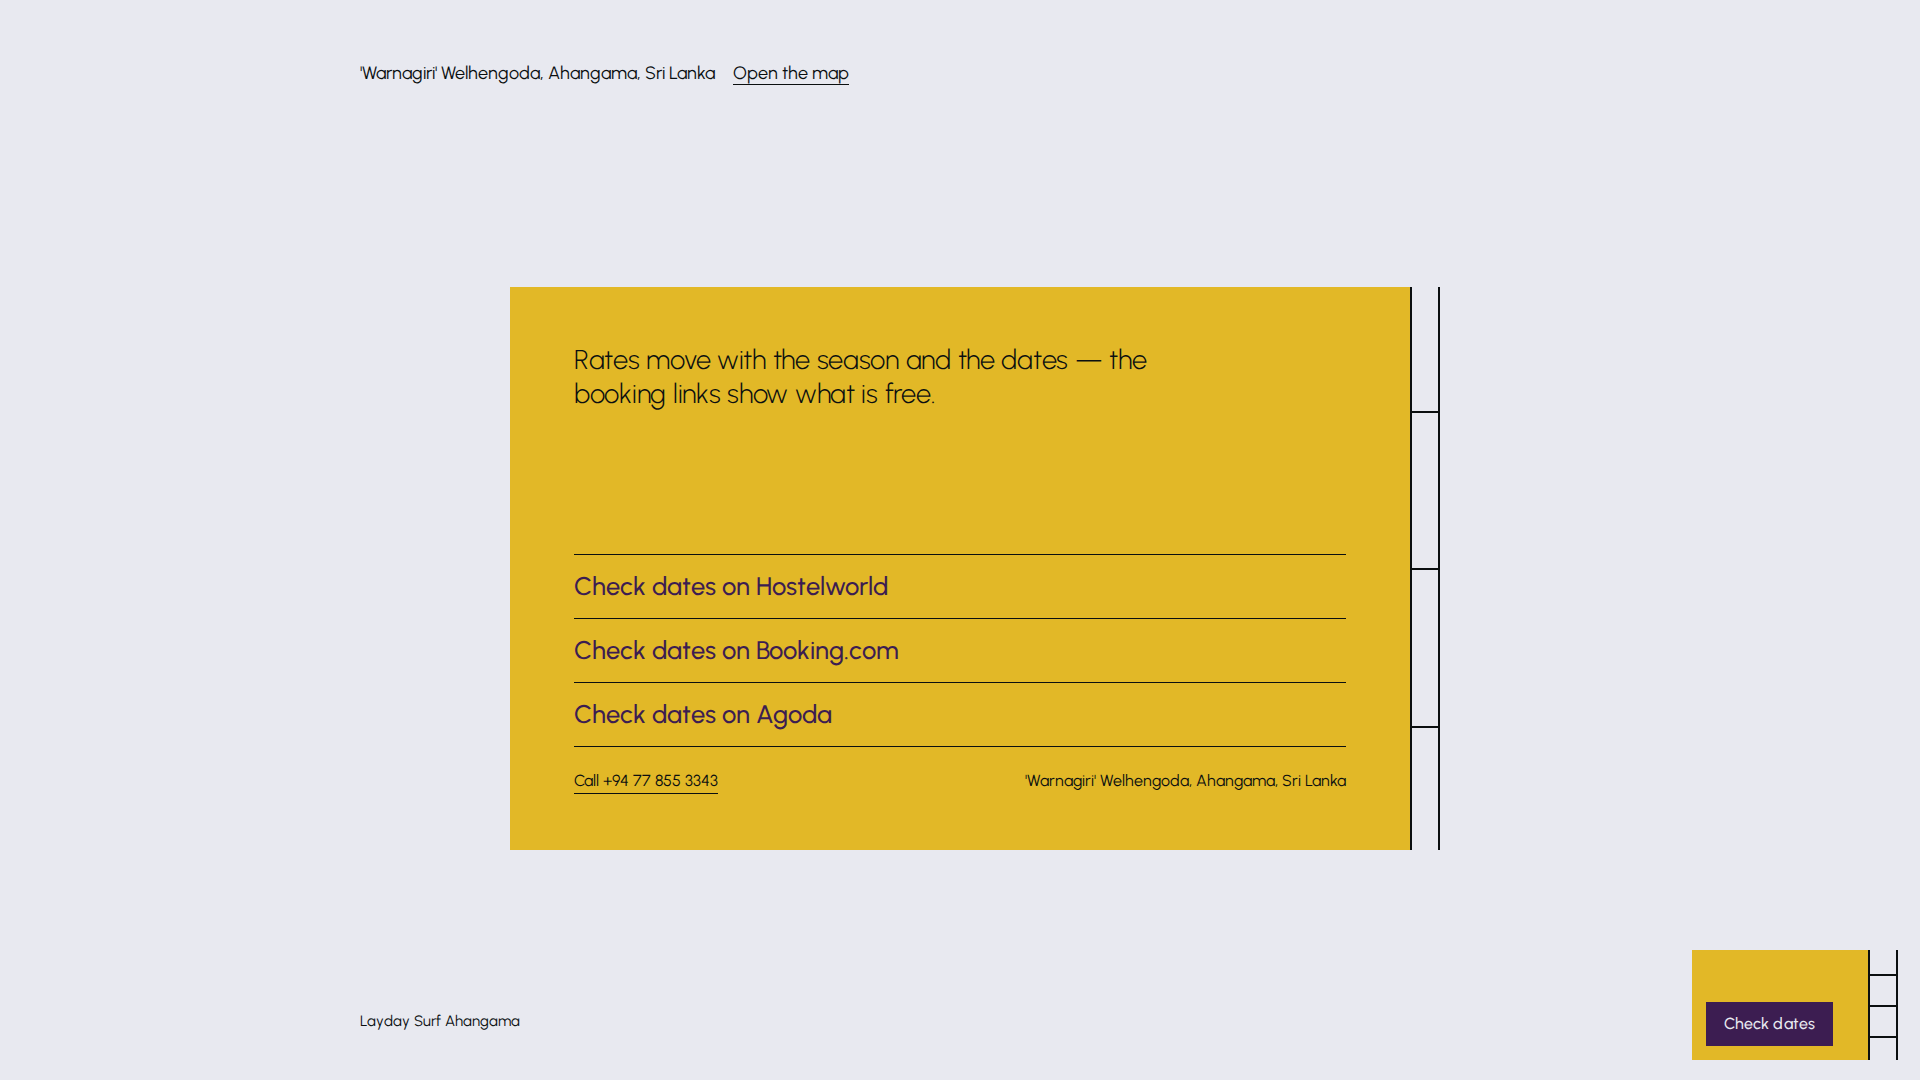 'Warnagiri' Welhengoda, Ahangama, Sri Lanka Open the map
Rates move with the season and the dates — the
booking links show what is free.
Check dates on Hostelworld
Check dates on Booking.com
Check dates on Agoda
Call +94 77 855 3343
'Warnagiri' Welhengoda, Ahangama, Sri Lanka
Layday Surf Ahangama
Check dates